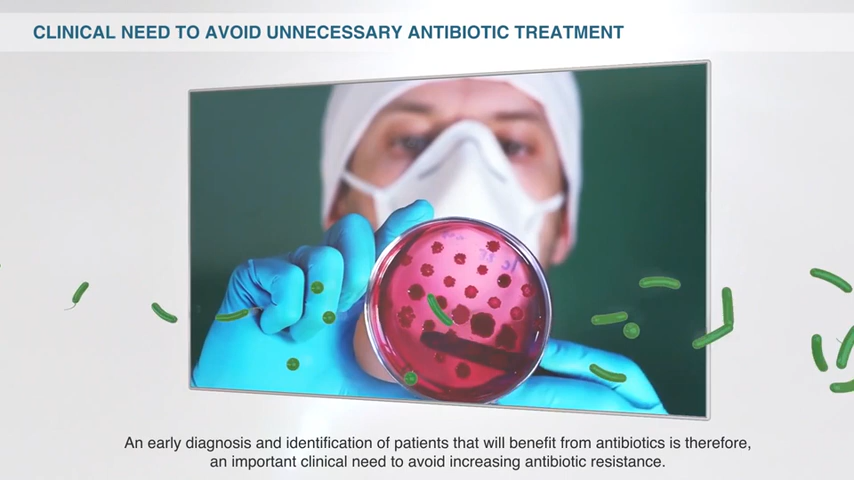 CLINICAL NEED TO AVOID UNNECESSARY ANTIBIOTIC TREATMENT
An early diagnosis and identification of patients that will benefit from antibiotics is therefore,
an important clinical need to avoid increasing antibiotic resistance.